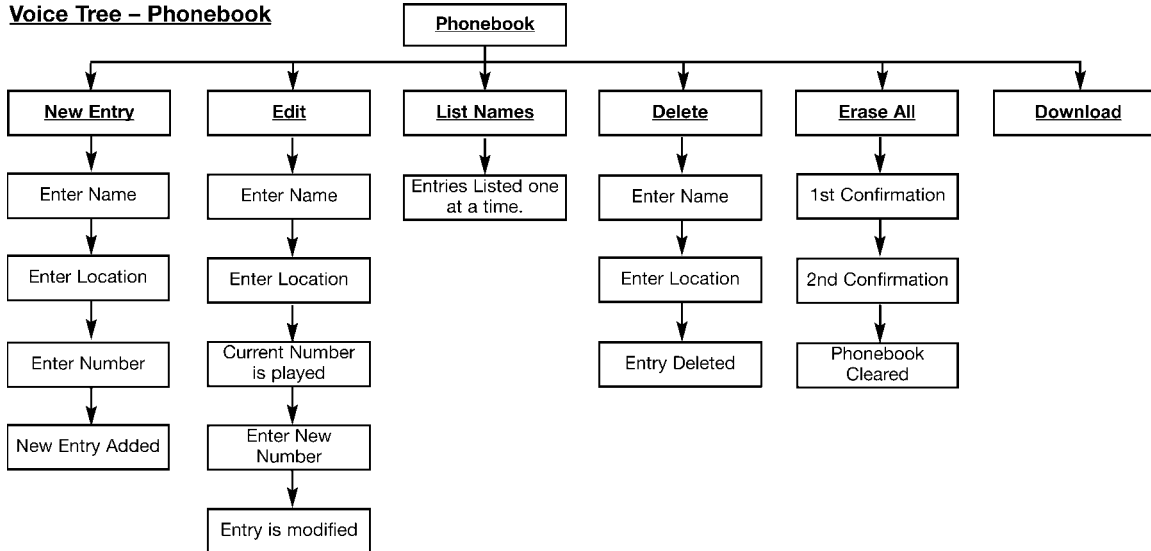 Voice Tree – Phonebook
Phonebook
New Entry
Edit
List Names
Delete
Erase All
Download
Enter Name
Enter Name
Entries Listed one
at a time.
Enter Name
1st Confirmation
Enter Location
Enter Location
Enter Location
2nd Confirmation
Enter Number
Current Number
is played
Entry Deleted
Phonebook
Cleared
New Entry Added
Enter New
Number
Entry is modified